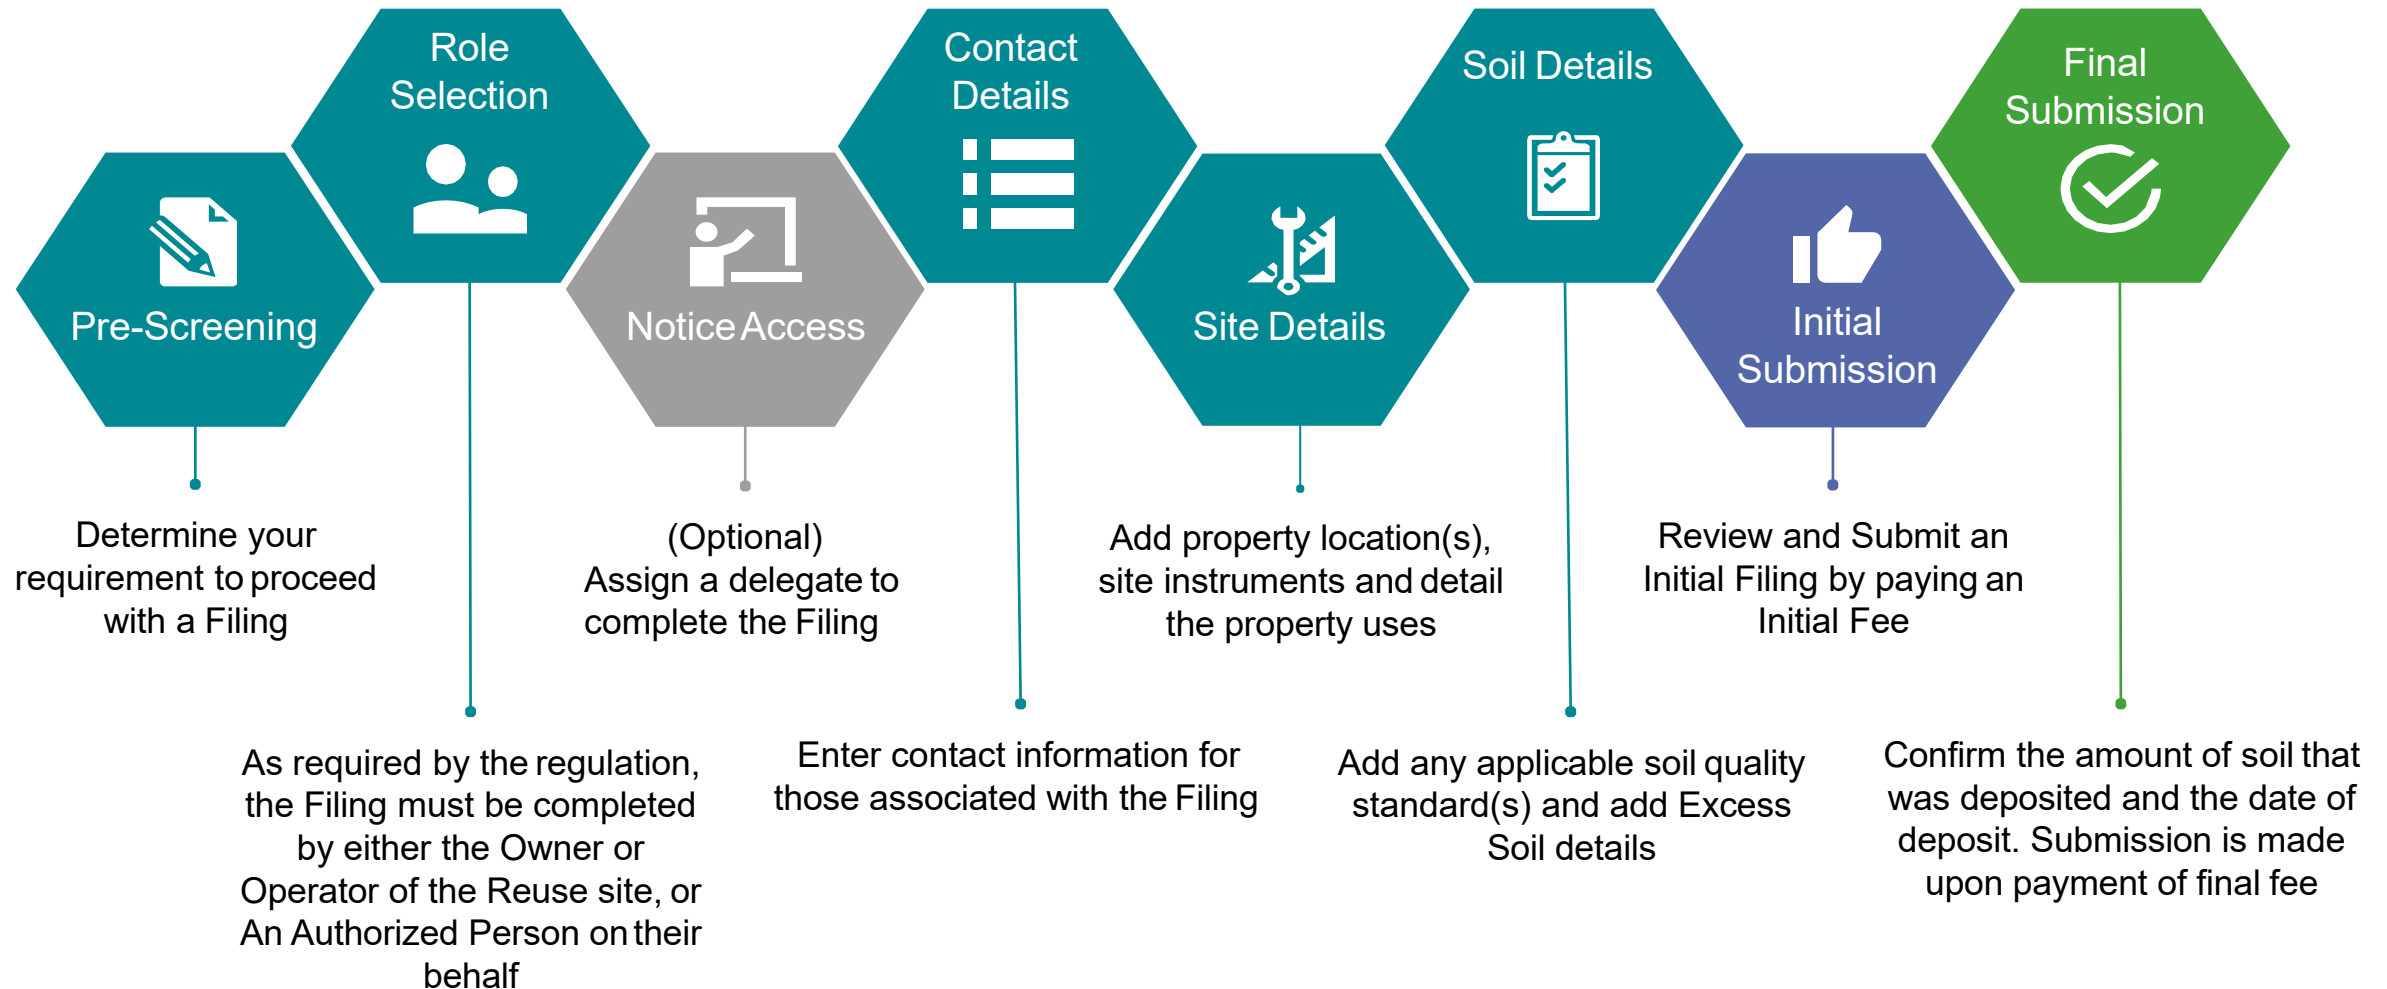 Pre-Screening
Determine your
requirement to proceed
with a Filing
Role
Selection
As required by the regulation,
the Filing must be completed
by either the Owner or
Operator of the Reuse site, or
An Authorized Person on their
behalf
Notice Access
(Optional)
Assign a delegate to
complete the Filing
Contact
Details
Enter contact information for
those associated with the Filing
Site Details
Add property location(s),
site instruments and detail
the property uses
Soil Details
Add any applicable soil quality
standard(s) and add Excess
Soil details
Initial
Submission
Review and Submit an
Initial Filing by paying an
Initial Fee
Final
Submission
Confirm the amount of soil that
was deposited and the date of
deposit. Submission is made
upon payment of final fee